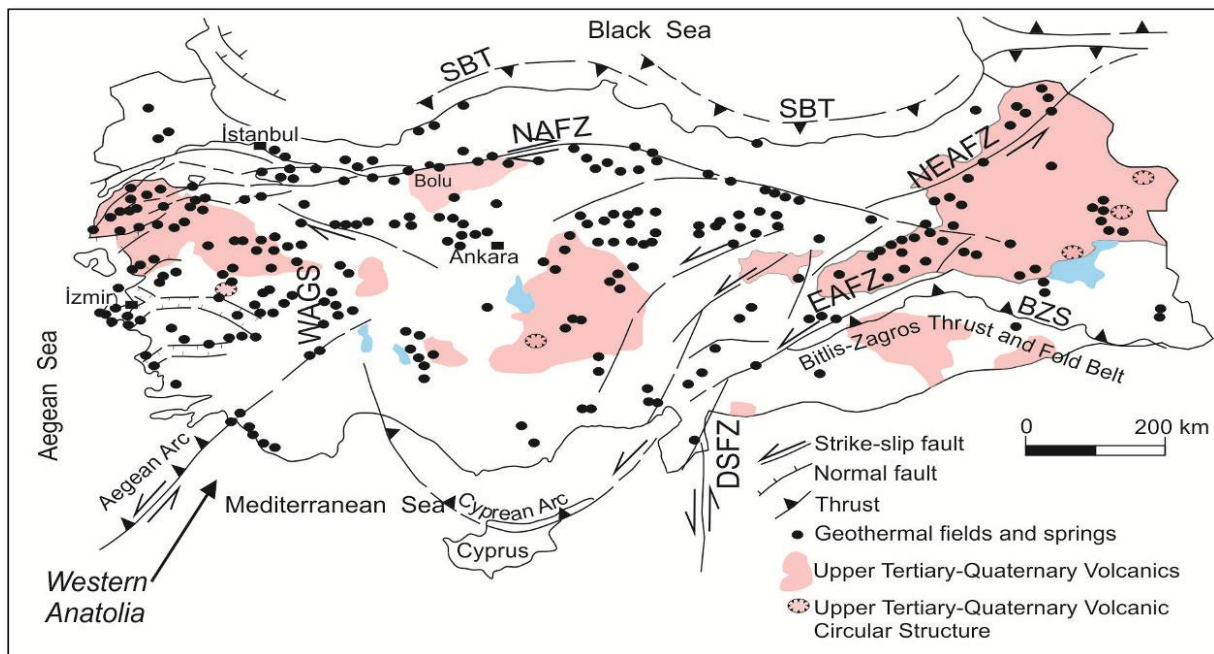 Black Sea
SBT
SBT
İstanbul
NAFZ
NEAFZ
Bolu
Ankara
İzmir
WAGS
EAFZ
BZS
Bitlis-Zagros Thrust and Fold Belt
Aegean Sea
Aegean Arc
Mediterranean Sea
Cyprean Arc
Cyprus
DSFZ
Western
Anatolia
0 200 km
Strike-slip fault
Normal fault
Thrust
Geothermal fields and springs
Upper Tertiary-Quaternary Volcanics
Upper Tertiary-Quaternary Volcanic
Circular Structure